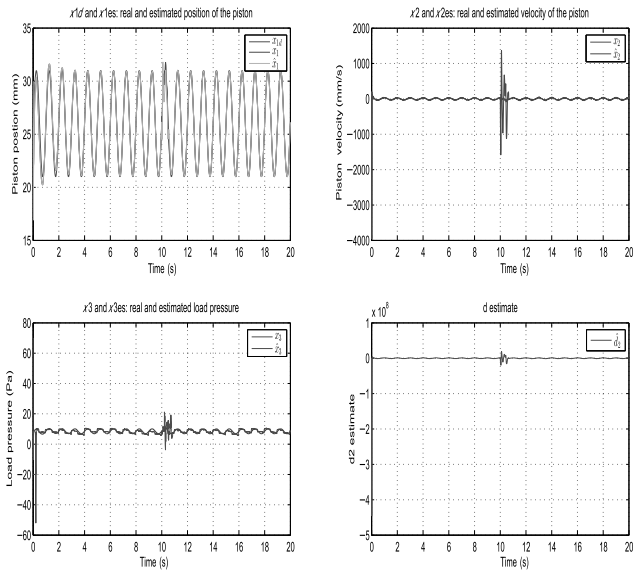 x1d and x1es: real and estimated position of the piston
35
30
25
20
15
0 2 4 6 8 10 12 14 16 18 20
Time (s)
Piston postion (mm)
x1d
x1
x̂1
x2 and x2es: real and estimated velocity of the piston
2000
1000
0
−1000
−2000
−3000
−4000
0 2 4 6 8 10 12 14 16 18 20
Time (s)
Piston velocity (mm/s)
x2
x̂2
x3 and x3es: real and estimated load pressure
80
60
40
20
0
−20
−40
−60
0 2 4 6 8 10 12 14 16 18 20
Time (s)
Load pressure (Pa)
x3
x̂3
d estimate
x 10^8
1
0
−1
−2
−3
−4
−5
0 2 4 6 8 10 12 14 16 18 20
Time (s)
d2 estimate
d̂2